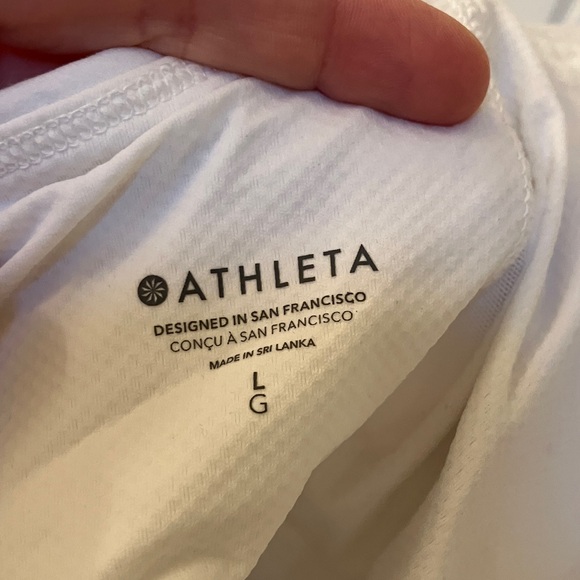 ATHLETA
DESIGNED IN SAN FRANCISCO
CONÇU À SAN FRANCISCO
MADE IN SRI LANKA
L
G